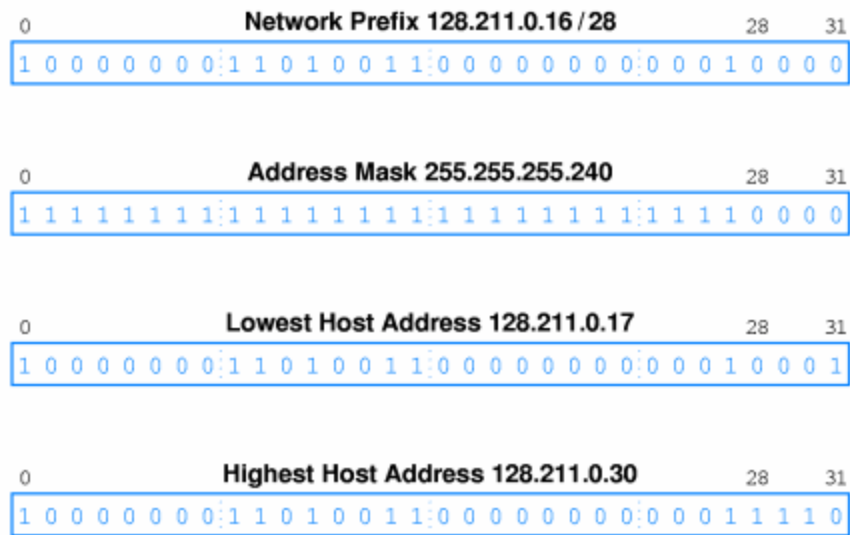 Network Prefix 128.211.0.16 / 28
0 28 31
1 0 0 0 0 0 0 0 1 1 0 1 0 0 1 1 0 0 0 0 0 0 0 0 0 0 0 1 0 0 0 0
Address Mask 255.255.255.240
0 28 31
1 1 1 1 1 1 1 1 1 1 1 1 1 1 1 1 1 1 1 1 1 1 1 1 1 1 1 1 0 0 0 0
Lowest Host Address 128.211.0.17
0 28 31
1 0 0 0 0 0 0 0 1 1 0 1 0 0 1 1 0 0 0 0 0 0 0 0 0 0 0 1 0 0 0 1
Highest Host Address 128.211.0.30
0 28 31
1 0 0 0 0 0 0 0 1 1 0 1 0 0 1 1 0 0 0 0 0 0 0 0 0 0 0 1 1 1 1 0